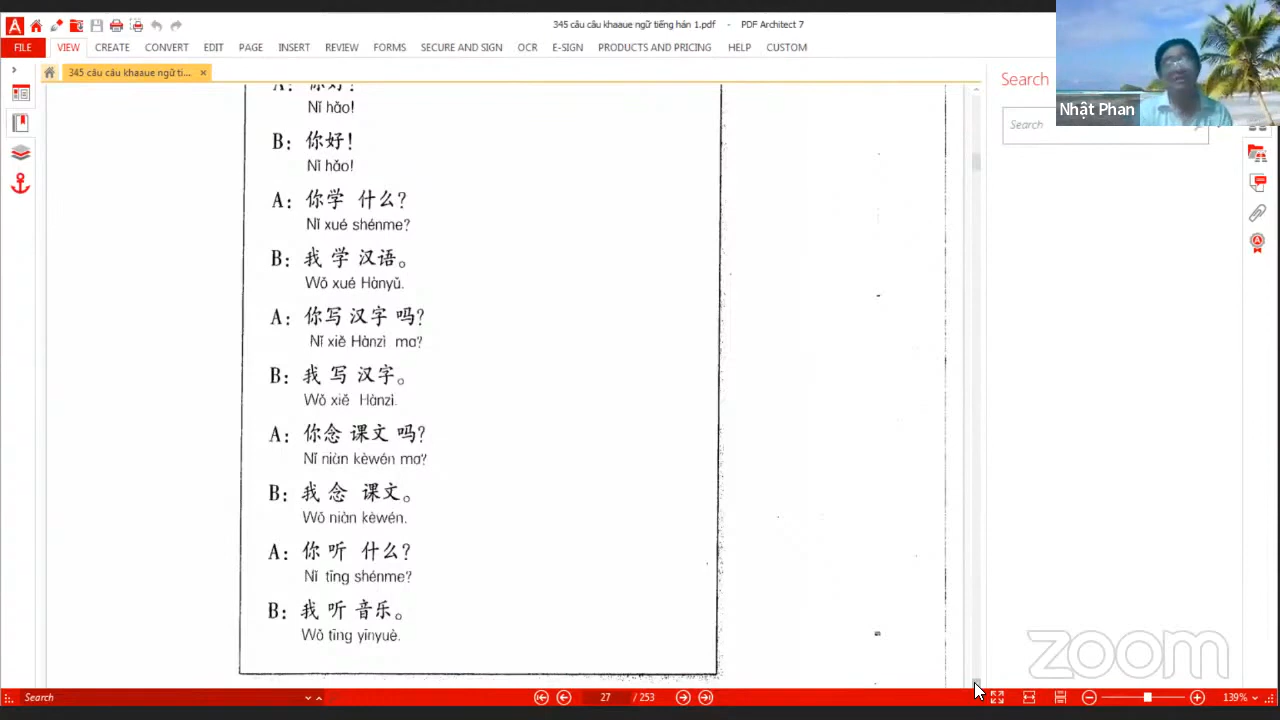 345 câu cầu khaaue ngữ tiếng hán 1.pdf - PDF Architect 7
FILE VIEW CREATE CONVERT EDIT PAGE INSERT REVIEW FORMS SECURE AND SIGN OCR E-SIGN PRODUCTS AND PRICING HELP CUSTOM
345 câu cầu khaaue ngữ ti... ×
Search
Search
Nhật Phan
A: 你好!
Nǐ hǎo!
B: 你好!
Nǐ hǎo!
A: 你学 什么?
Nǐ xué shénme?
B: 我 学 汉语。
Wǒ xué Hànyǔ.
A: 你写 汉字 吗?
Nǐ xiě Hànzì ma?
B: 我 写 汉字。
Wǒ xiě Hànzì.
A: 你念 课文 吗?
Nǐ niàn kèwén ma?
B: 我 念 课文。
Wǒ niàn kèwén.
A: 你 听 什么?
Nǐ tīng shénme?
B: 我 听 音乐。
Wǒ tīng yīnyuè.
zoom
Search
27 / 253
139%